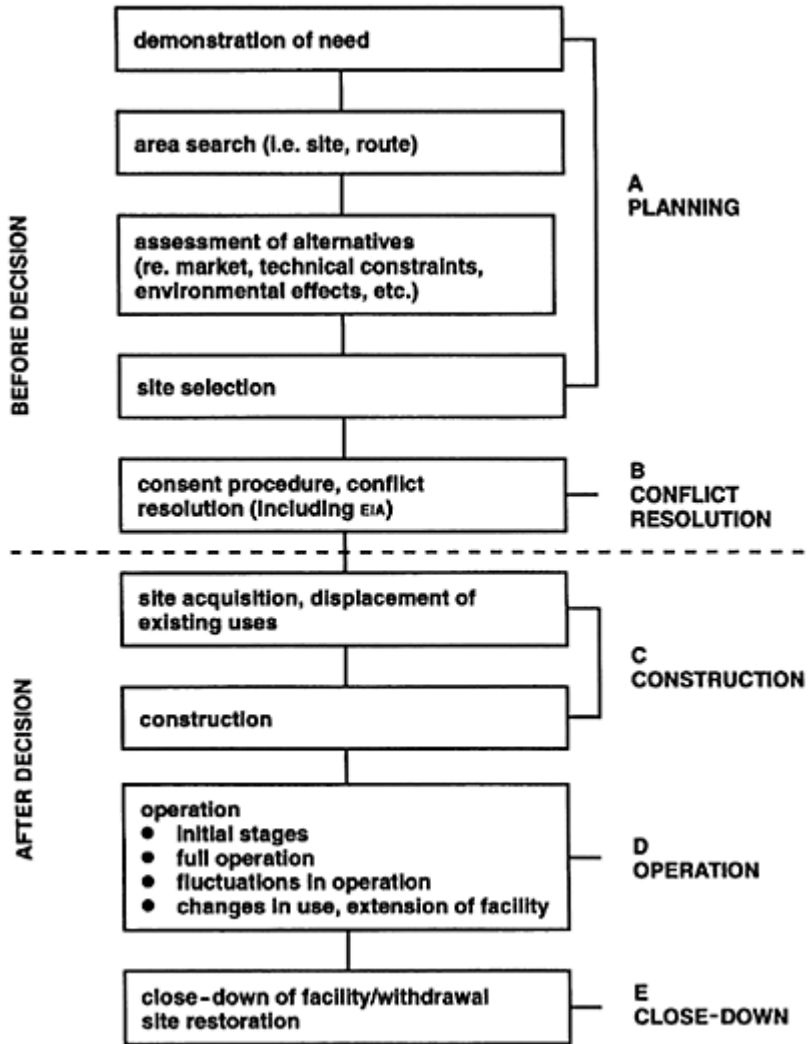 demonstration of need
area search (i.e. site, route)
A
PLANNING
assessment of alternatives
(re. market, technical constraints,
environmental effects, etc.)
BEFORE DECISION
site selection
consent procedure, conflict
resolution (including EIA)
B
CONFLICT
RESOLUTION
site acquisition, displacement of
existing uses
C
CONSTRUCTION
construction
AFTER DECISION
operation
● initial stages
● full operation
● fluctuations in operation
● changes in use, extension of facility
D
OPERATION
close-down of facility/withdrawal
site restoration
E
CLOSE-DOWN